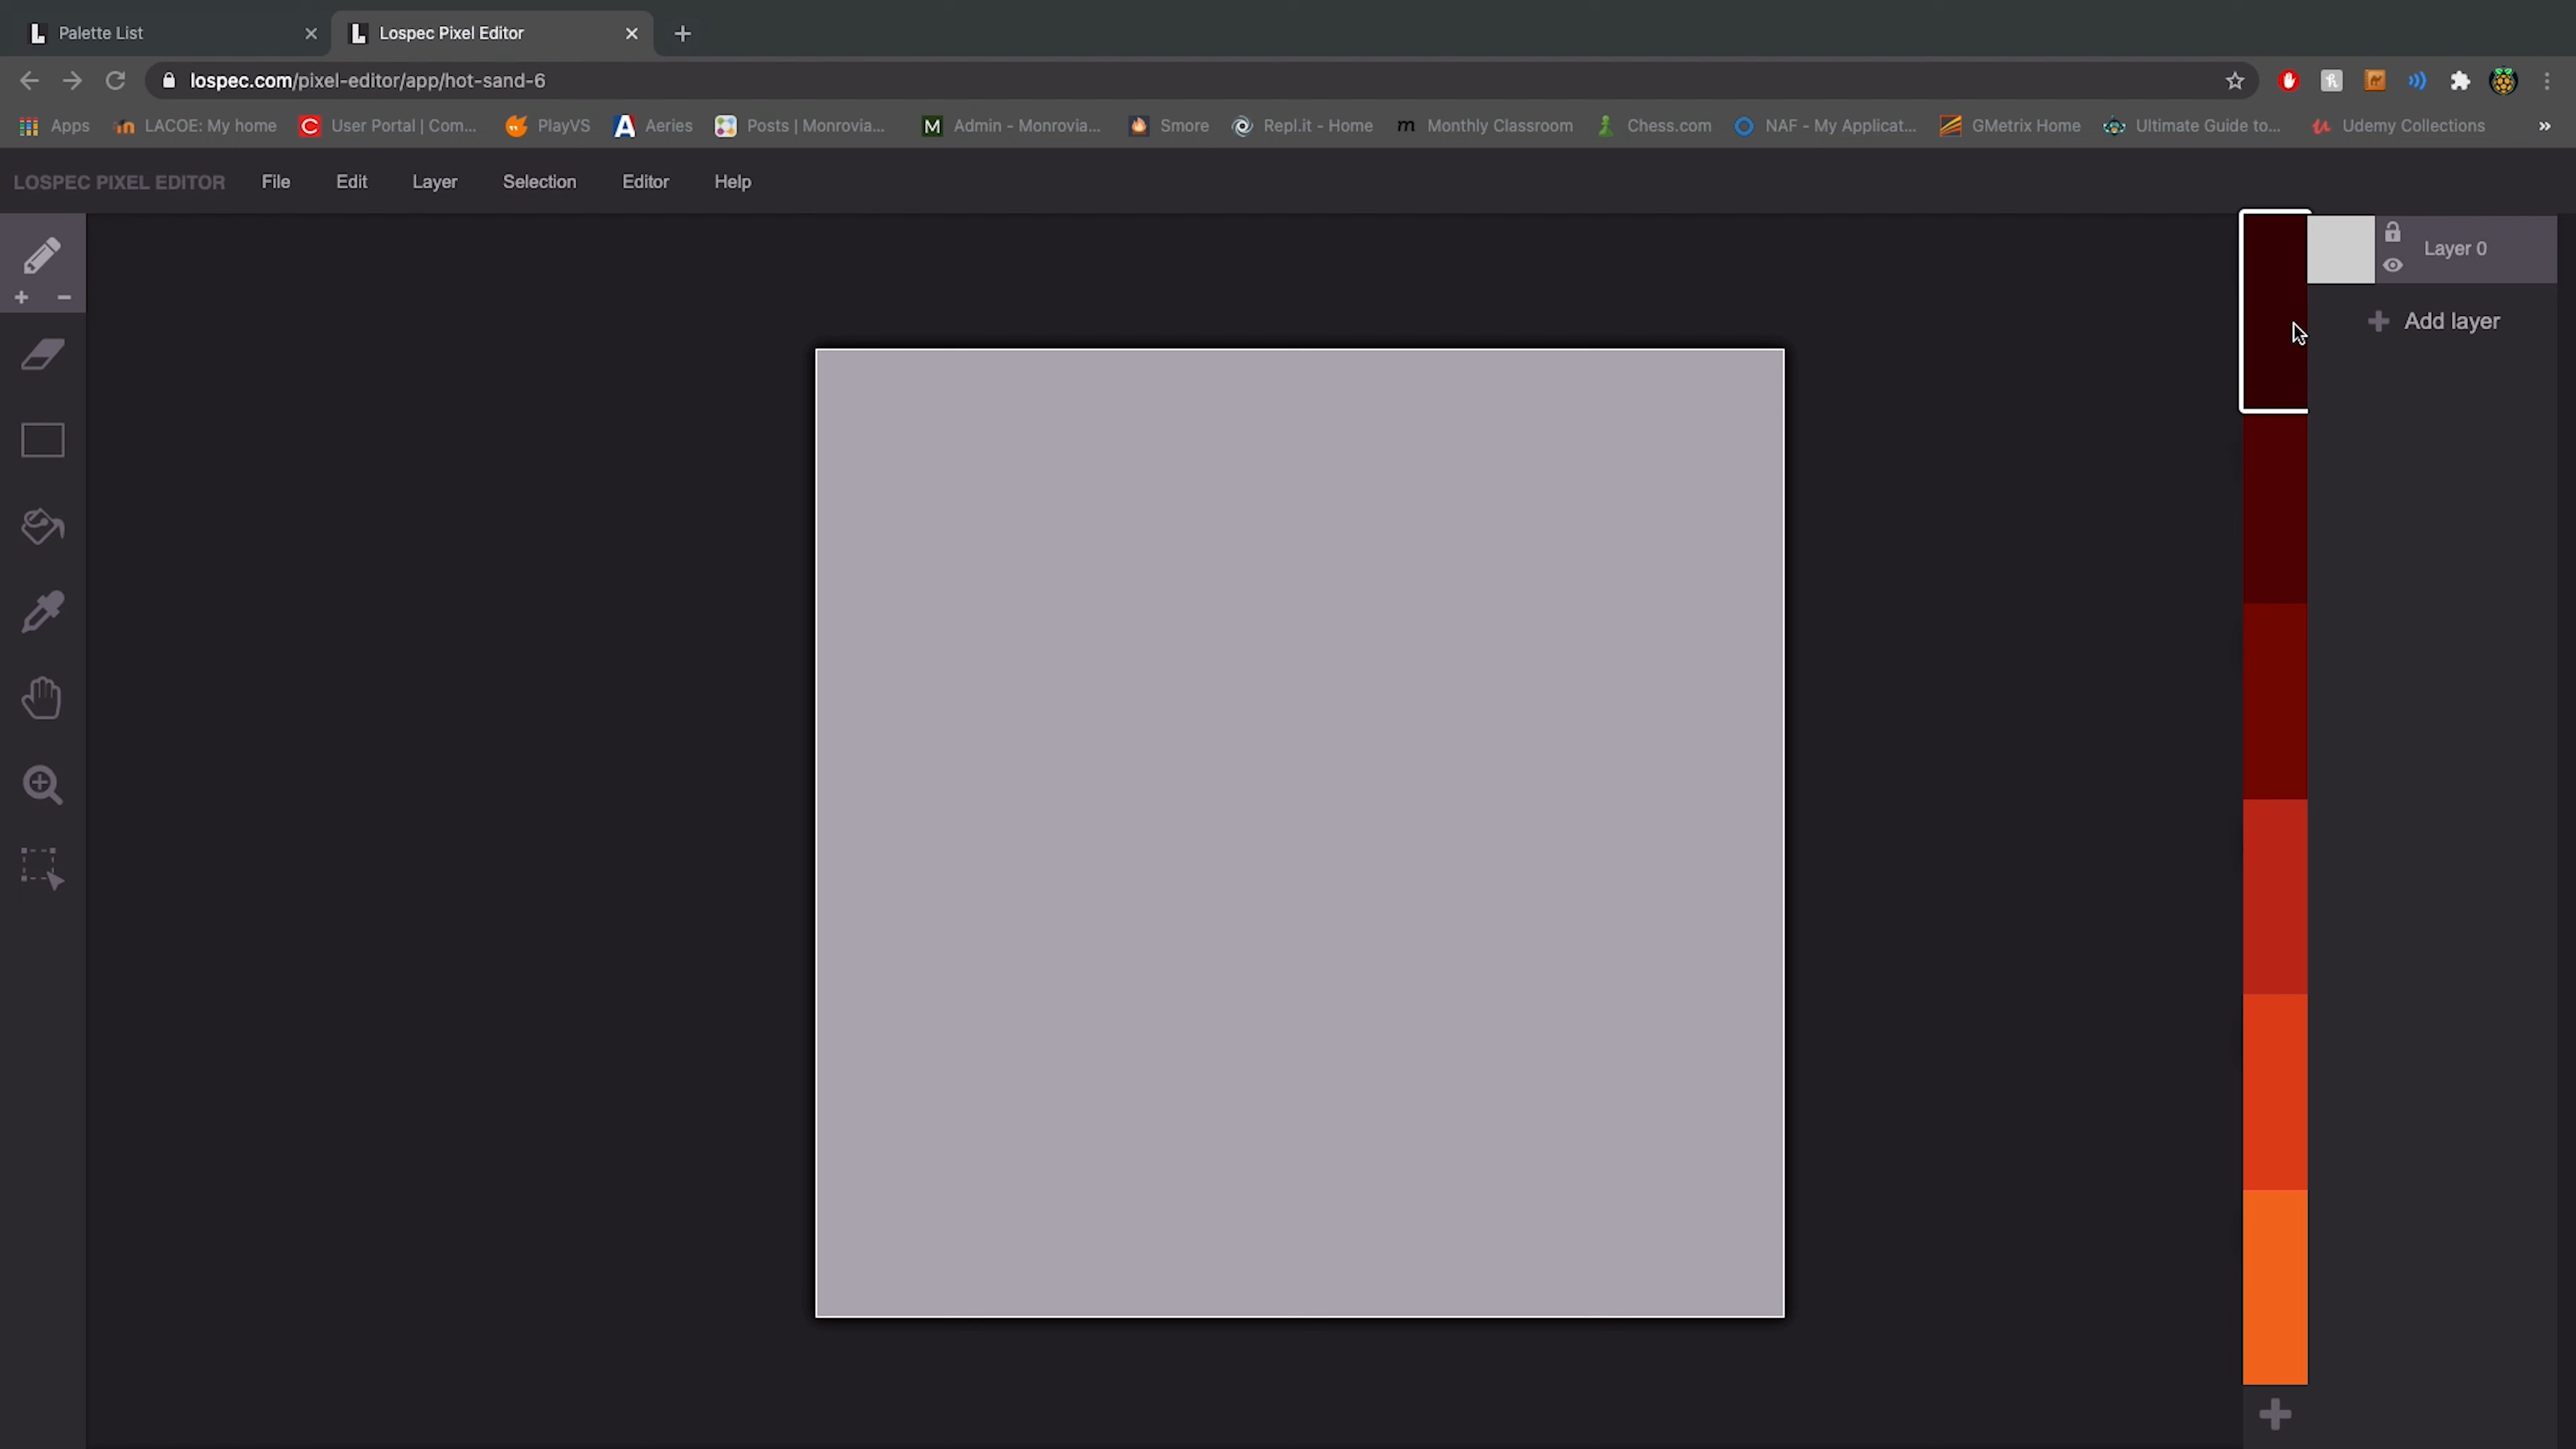 Palette List
Lospec Pixel Editor
lospec.com/pixel-editor/app/hot-sand-6
Apps LACOE: My home User Portal | Com... PlayVS Aeries Posts | Monrovia... Admin - Monrovia... Smore Repl.it - Home Monthly Classroom Chess.com NAF - My Applicat... GMetrix Home Ultimate Guide to... Udemy Collections »
LOSPEC PIXEL EDITOR File Edit Layer Selection Editor Help
Layer 0
Add layer